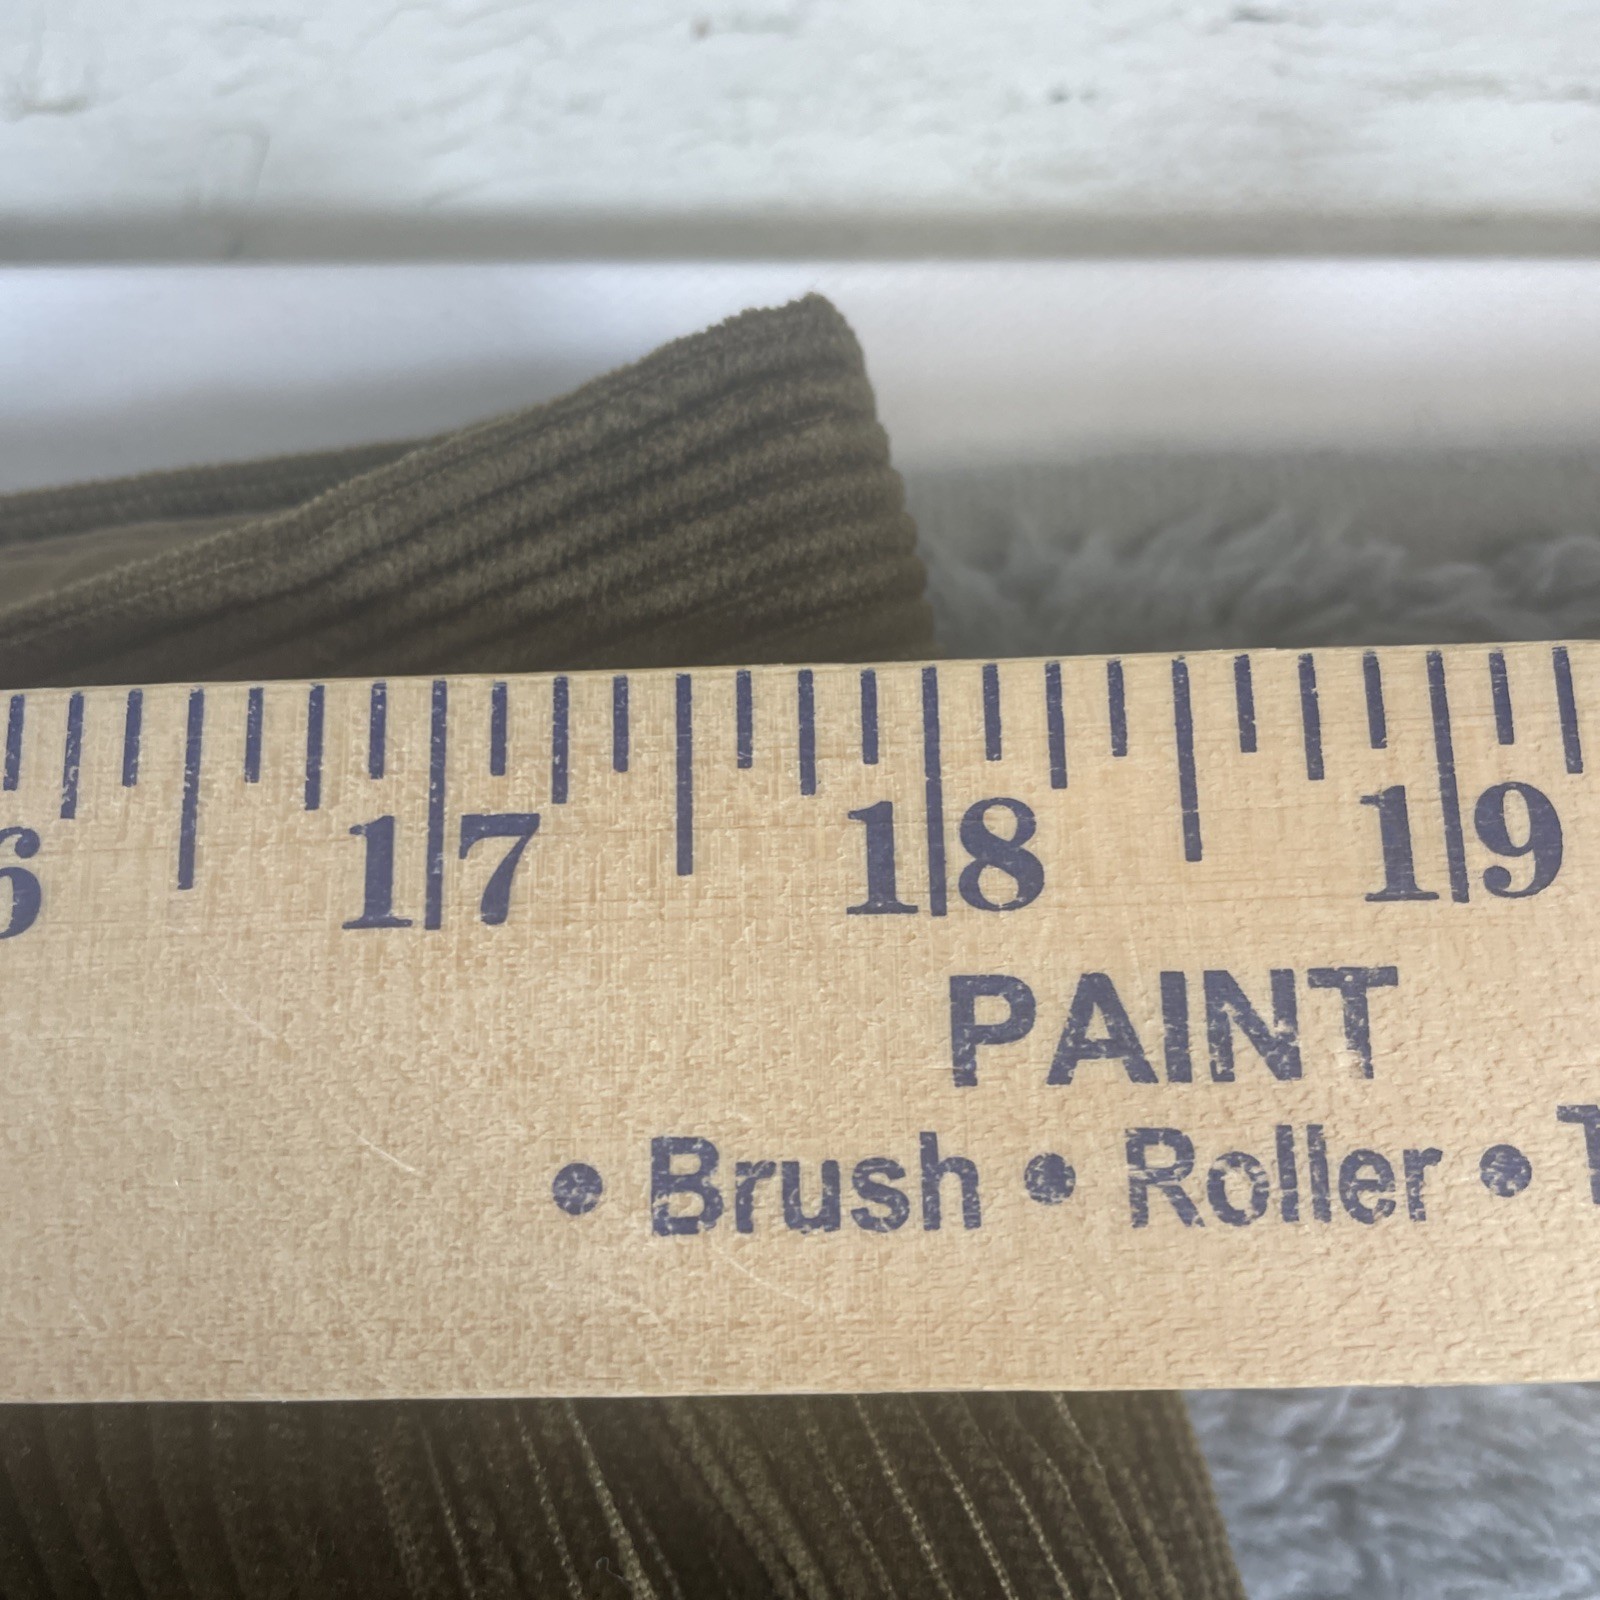 6 17 18 19
PAINT
• Brush • Roller •